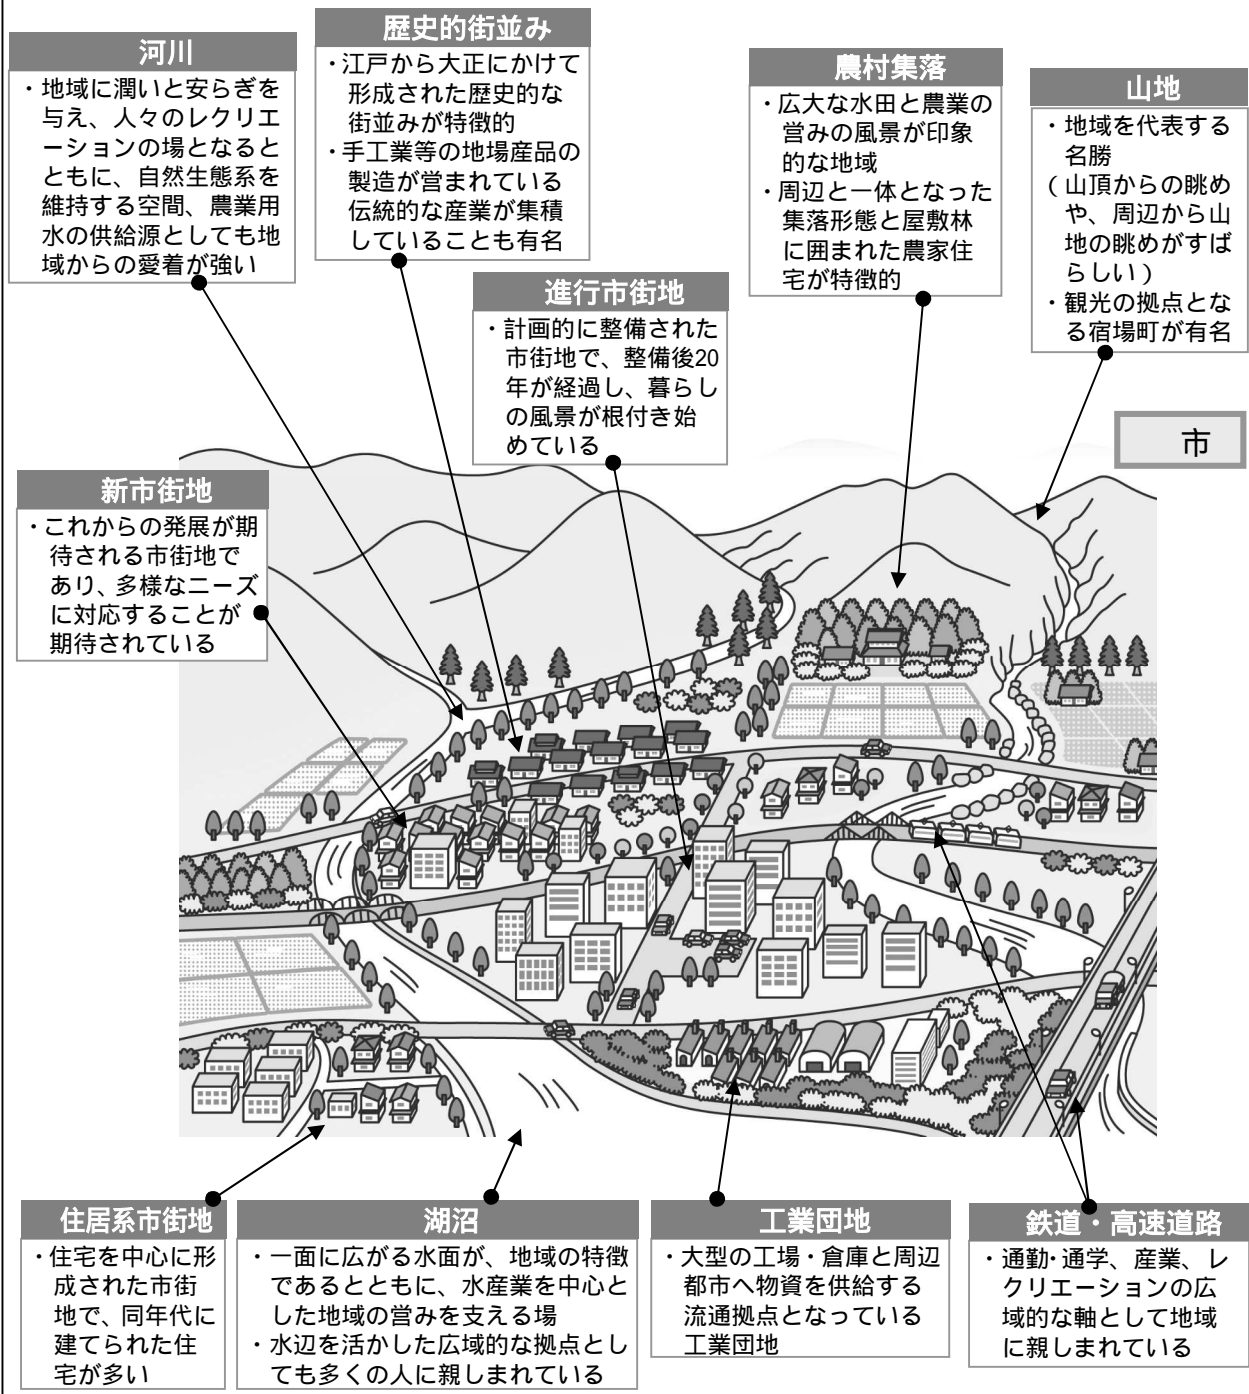 河川
・地域に潤いと安らぎを
与え、人々のレクリエ
ーションの場となると
ともに、自然生態系を
維持する空間、農業用
水の供給源としても地
域からの愛着が強い
歴史的街並み
・江戸から大正にかけて
形成された歴史的な
街並みが特徴的
・手工業等の地場産品の
製造が営まれている
伝統的な産業が集積
していることも有名
農村集落
・広大な水田と農業の
営みの風景が印象
的な地域
・周辺と一体となった
集落形態と屋敷林
に囲まれた農家住
宅が特徴的
山地
・地域を代表する
名勝
（山頂からの眺め
や、周辺から山
地の眺めがすば
らしい）
・観光の拠点とな
る宿場町が有名
進行市街地
・計画的に整備された
市街地で、整備後20
年が経過し、暮らし
の風景が根付き始
めている
市
新市街地
・これからの発展が期
待される市街地で
あり、多様なニーズ
に対応することが
期待されている
住居系市街地
・住宅を中心に形
成された市街
地で、同年代に
建てられた住
宅が多い
湖沼
・一面に広がる水面が、地域の特徴
であるとともに、水産業を中心と
した地域の営みを支える場
・水辺を活かした広域的な拠点とし
ても多くの人に親しまれている
工業団地
・大型の工場・倉庫と周辺
都市へ物資を供給する
流通拠点となっている
工業団地
鉄道・高速道路
・通勤・通学、産業、レ
クリエーションの広
域的な軸として地域
に親しまれている